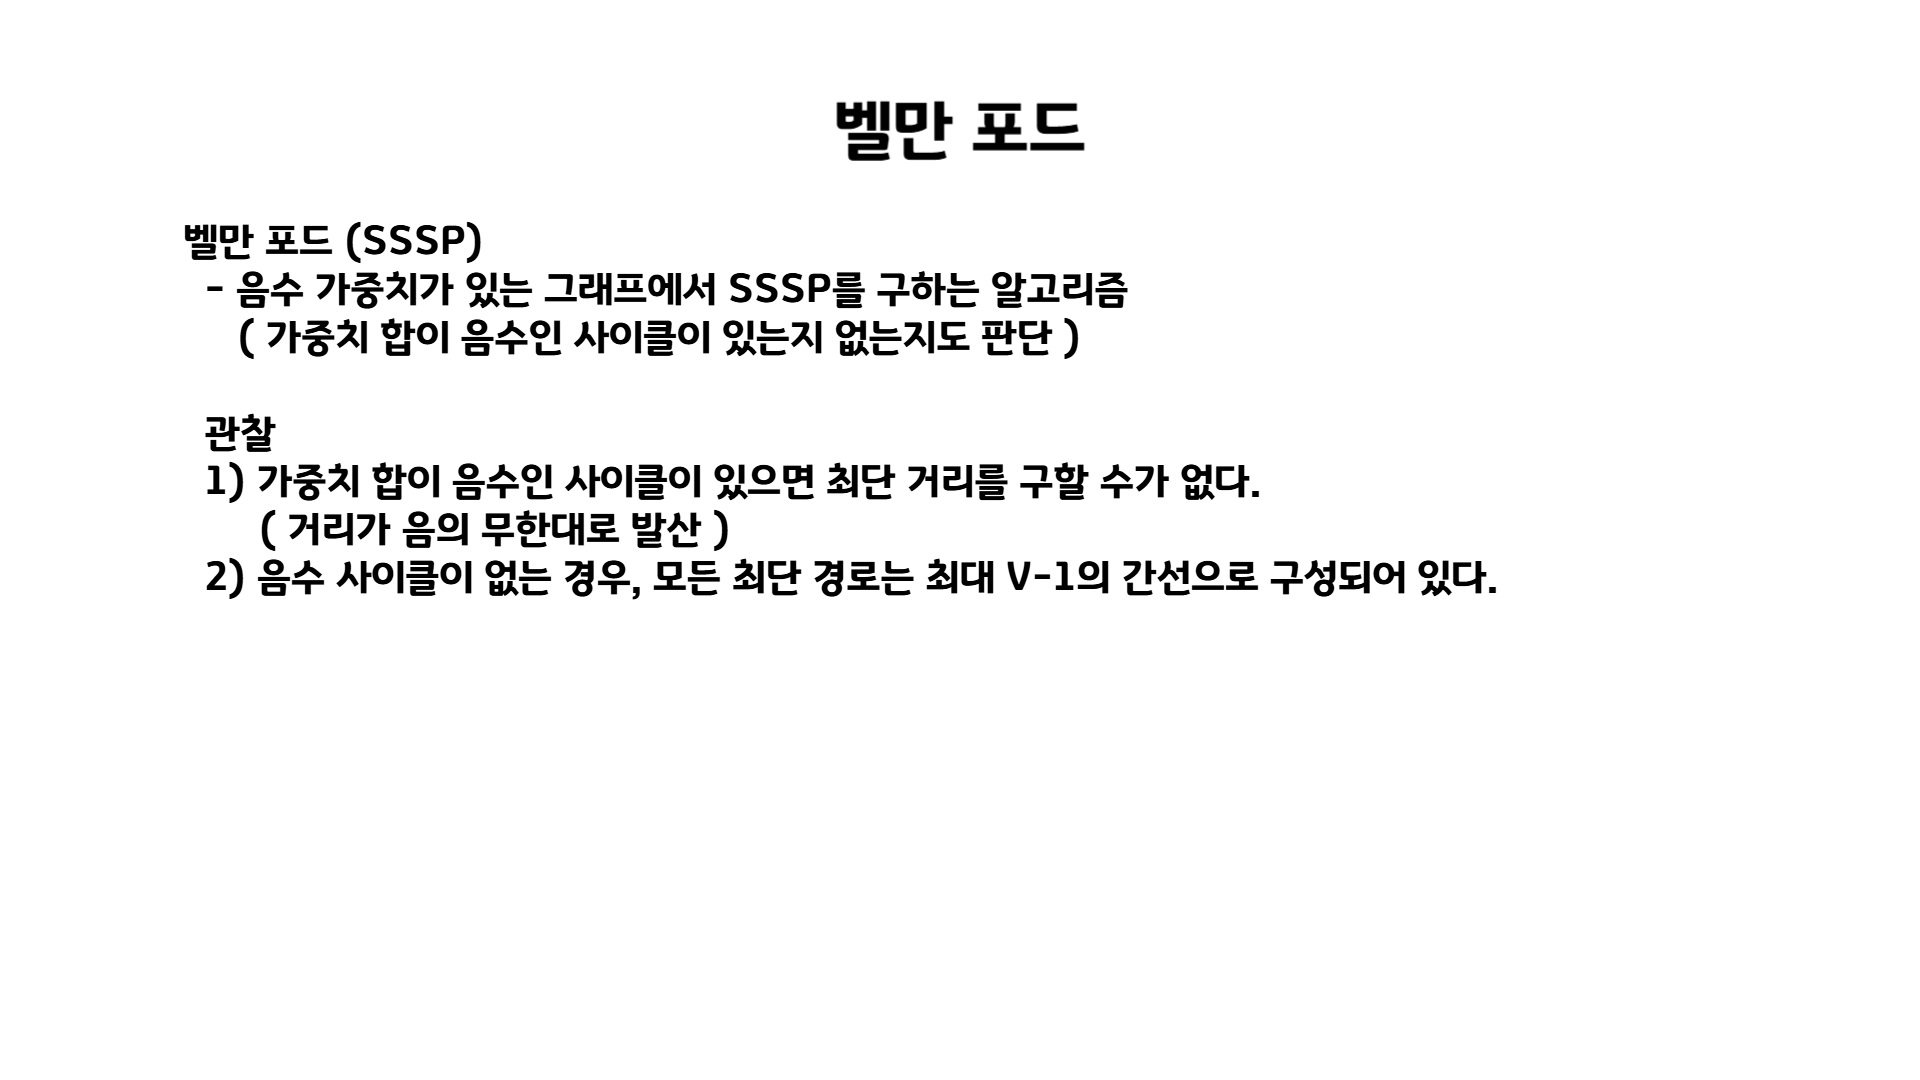 벨만 포드
벨만 포드 (SSSP)
- 음수 가중치가 있는 그래프에서 SSSP를 구하는 알고리즘
( 가중치 합이 음수인 사이클이 있는지 없는지도 판단 )
관찰
1) 가중치 합이 음수인 사이클이 있으면 최단 거리를 구할 수가 없다.
( 거리가 음의 무한대로 발산 )
2) 음수 사이클이 없는 경우, 모든 최단 경로는 최대 V-1의 간선으로 구성되어 있다.